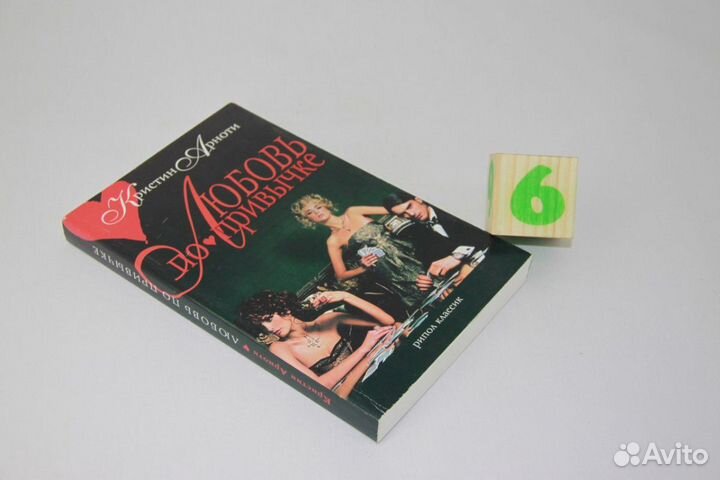 Кристин Арноти
ЛЮБОВЬ
ПО ПРИВЫЧКЕ
РИПОЛ КЛАССИК
Кристин Арноти ♥ ЛЮБОВЬ ПО ПРИВЫЧКЕ
6
Avito